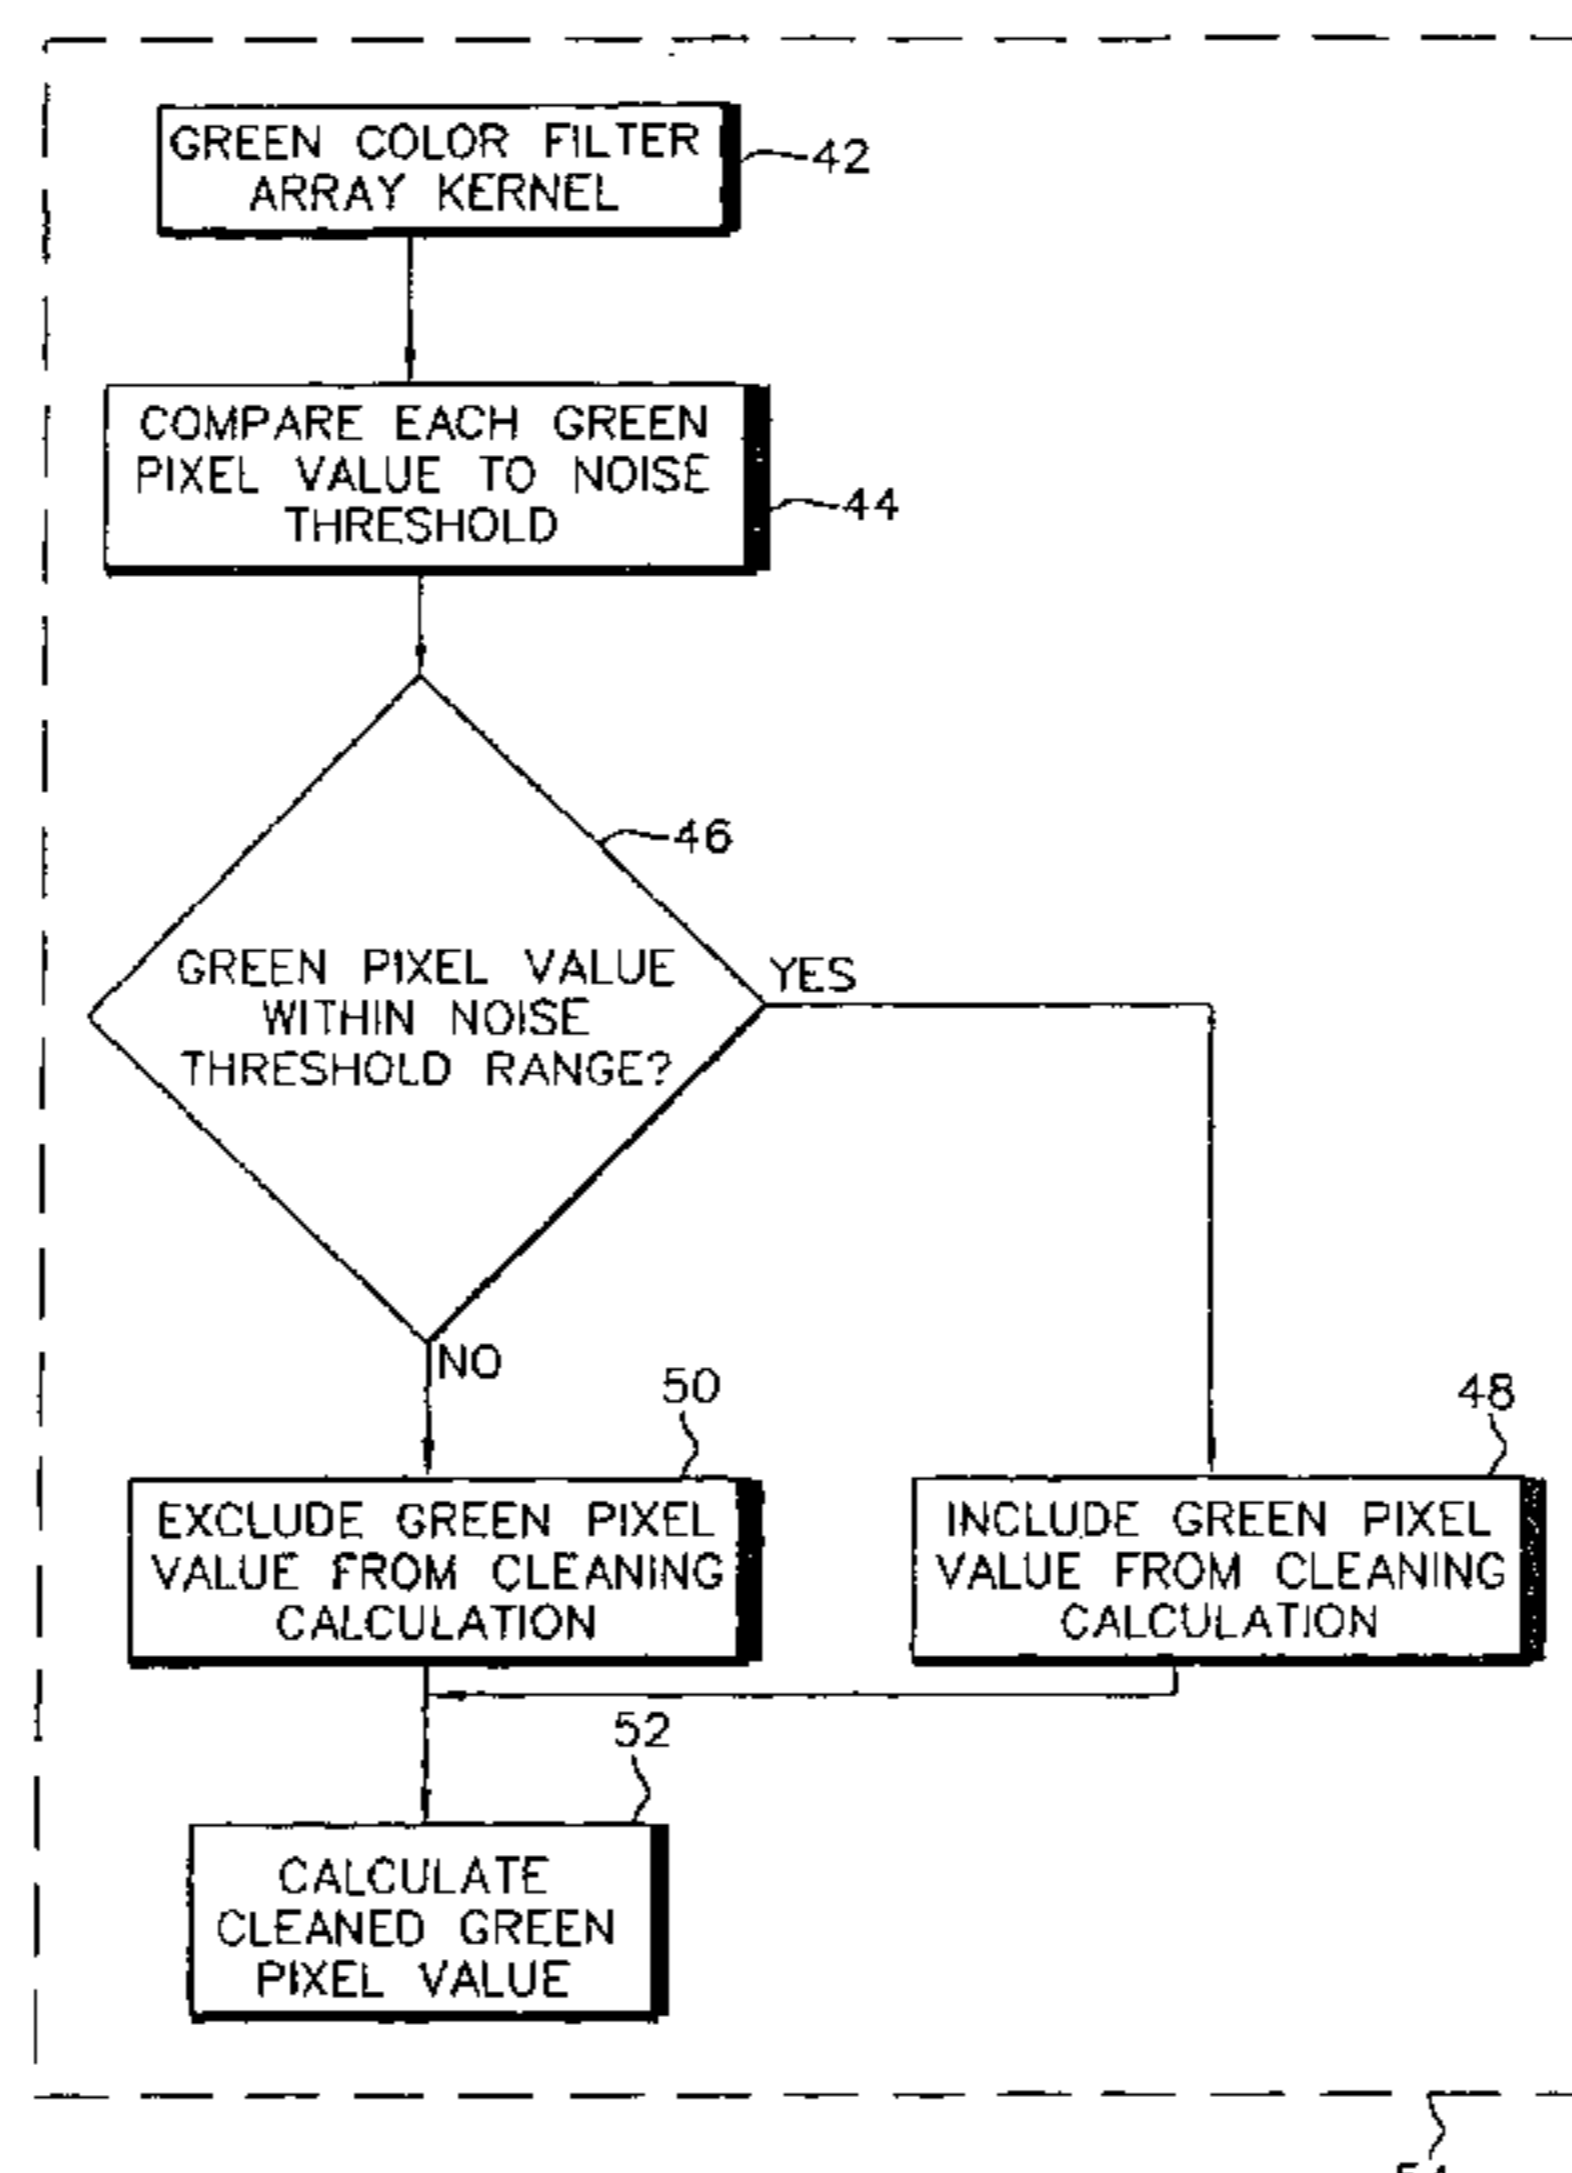 GREEN COLOR FILTER
ARRAY KERNEL
42
COMPARE EACH GREEN
PIXEL VALUE TO NOISE
THRESHOLD
44
46
GREEN PIXEL VALUE
WITHIN NOISE
THRESHOLD RANGE?
YES
NO
50
EXCLUDE GREEN PIXEL
VALUE FROM CLEANING
CALCULATION
48
INCLUDE GREEN PIXEL
VALUE FROM CLEANING
CALCULATION
52
CALCULATE
CLEANED GREEN
PIXEL VALUE